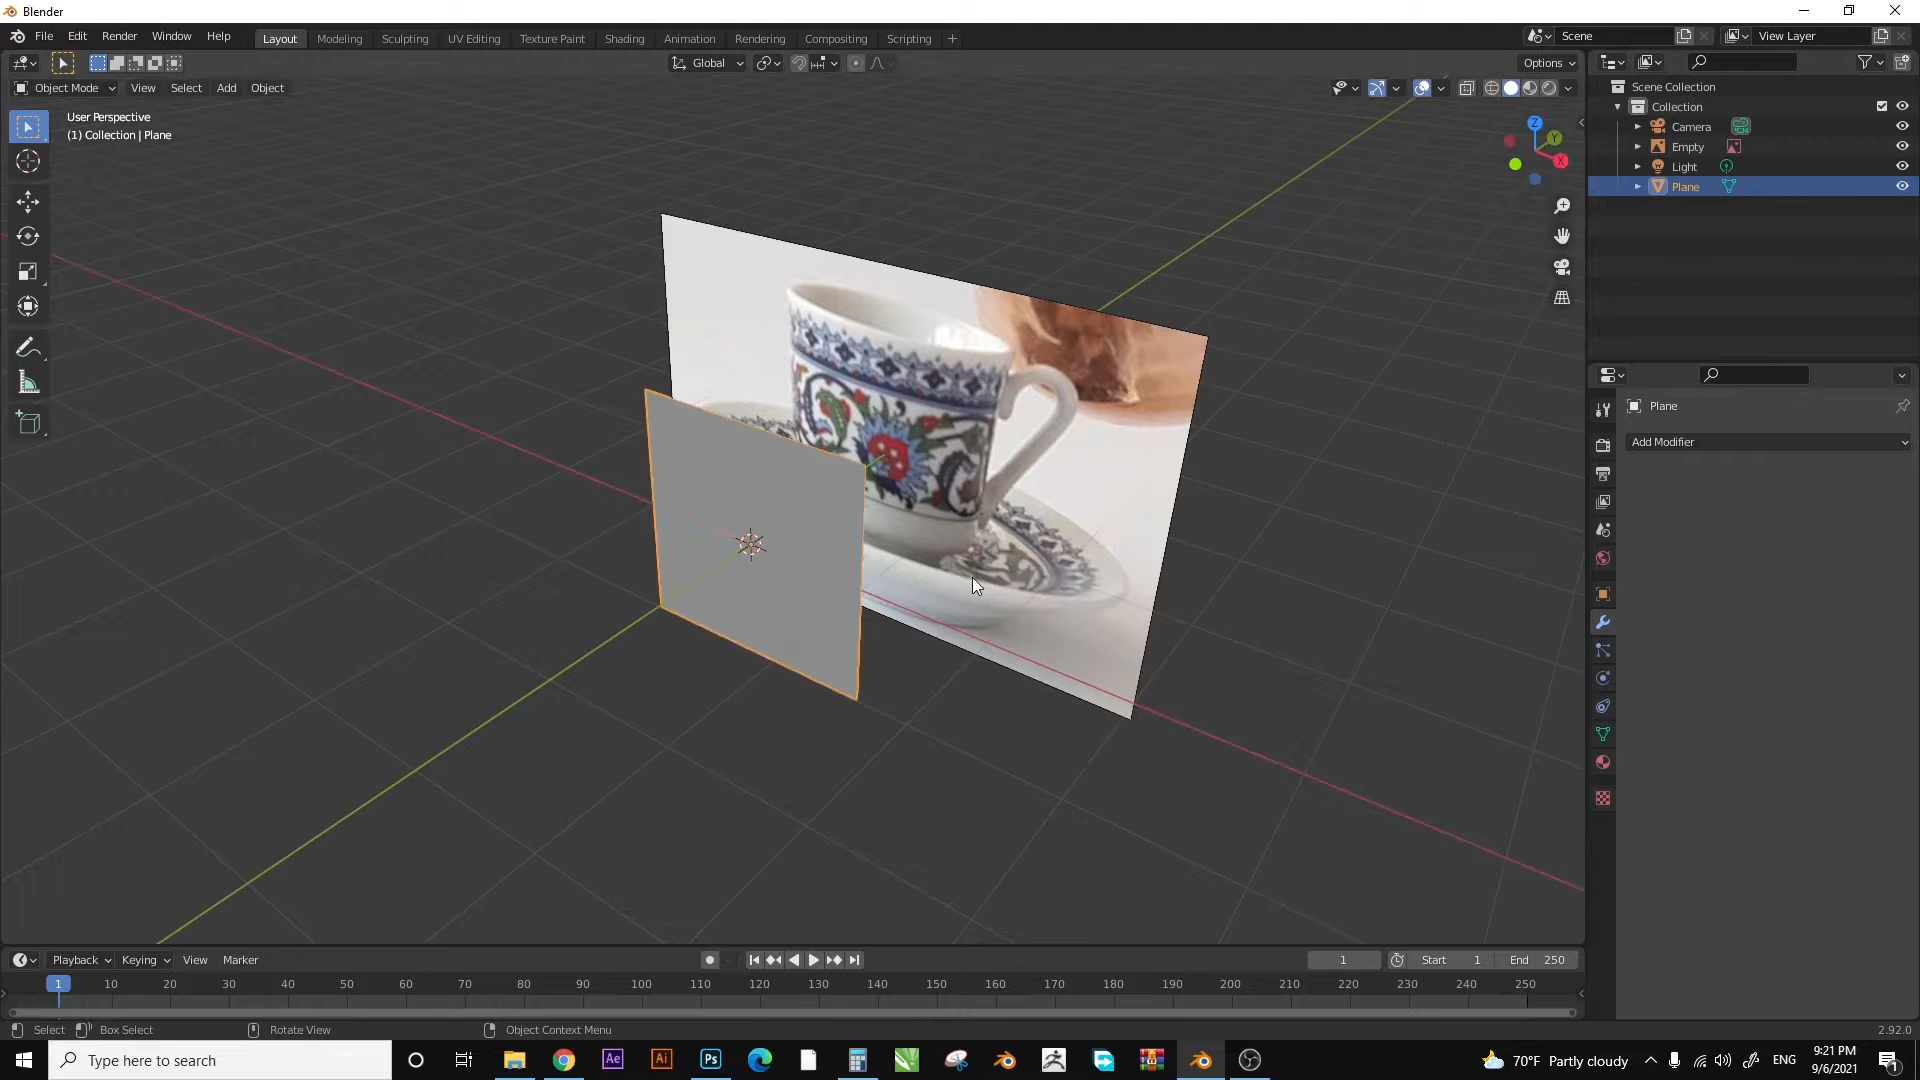 Blender
File Edit Render Window Help
Layout Modeling Sculpting UV Editing Texture Paint Shading Animation Rendering Compositing Scripting +
Scene
View Layer
Global
Options
Object Mode View Select Add Object
User Perspective
(1) Collection | Plane
Z
Y
X
Scene Collection
Collection
Camera
Empty
Light
Plane
Plane
Add Modifier
Playback Keying View Marker
1
Start 1
End 250
1 10 20 30 40 50 60 70 80 90 100 110 120 130 140 150 160 170 180 190 200 210 220 230 240 250
Select Box Select Rotate View Object Context Menu
2.92.0
Type here to search
Ae
Ai
Ps
70°F Partly cloudy
ENG
9:21 PM
9/6/2021
1